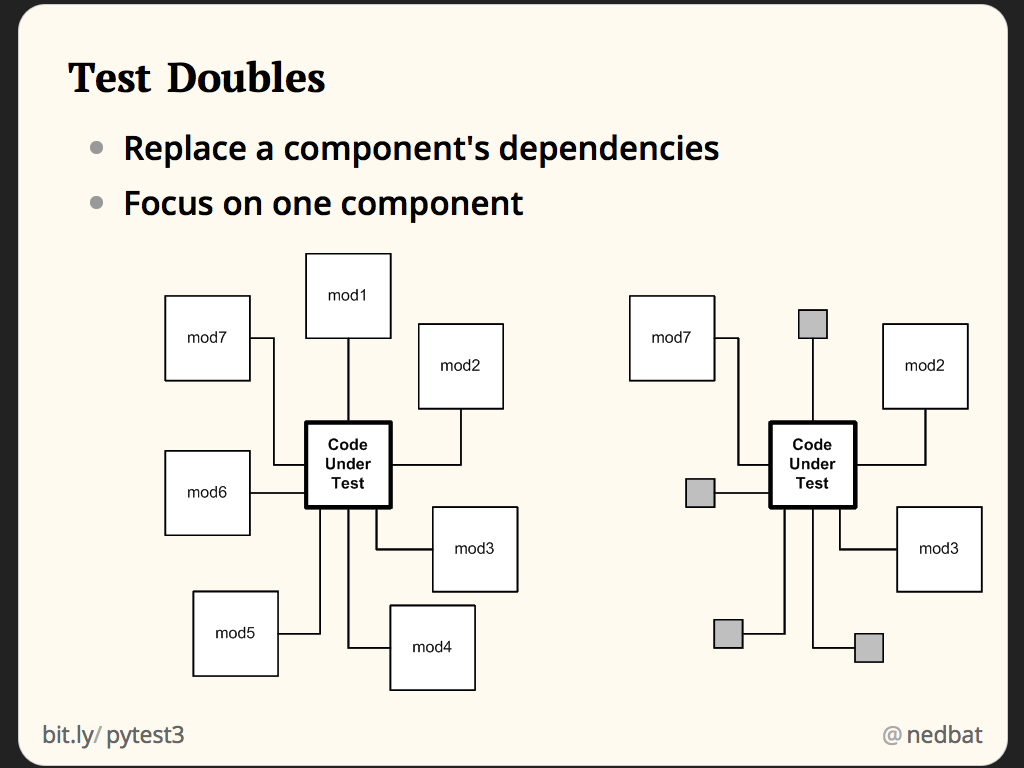 Test Doubles
Replace a component's dependencies
Focus on one component
mod1
mod7
mod2
Code
Under
Test
mod6
mod3
mod5
mod4
mod7
mod2
Code
Under
Test
mod3
bit.ly/pytest3
@nedbat